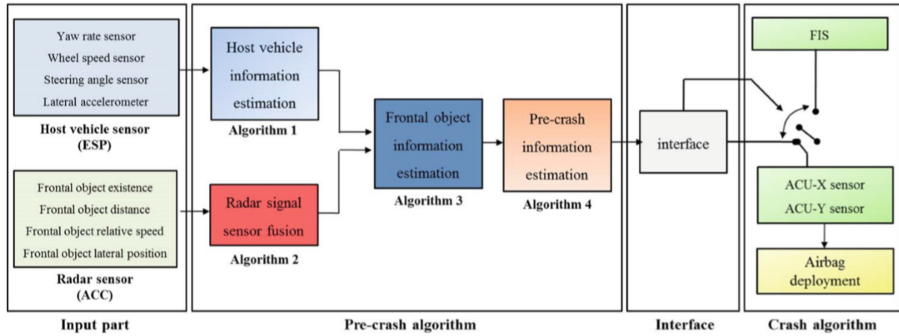 Yaw rate sensor
Wheel speed sensor
Steering angle sensor
Lateral accelerometer
Host vehicle sensor
(ESP)
Frontal object existence
Frontal object distance
Frontal object relative speed
Frontal object lateral position
Radar sensor
(ACC)
Input part
Host vehicle
information
estimation
Algorithm 1
Radar signal
sensor fusion
Algorithm 2
Frontal object
information
estimation
Algorithm 3
Pre-crash
information
estimation
Algorithm 4
Pre-crash algorithm
interface
Interface
FIS
ACU-X sensor
ACU-Y sensor
Airbag
deployment
Crash algorithm